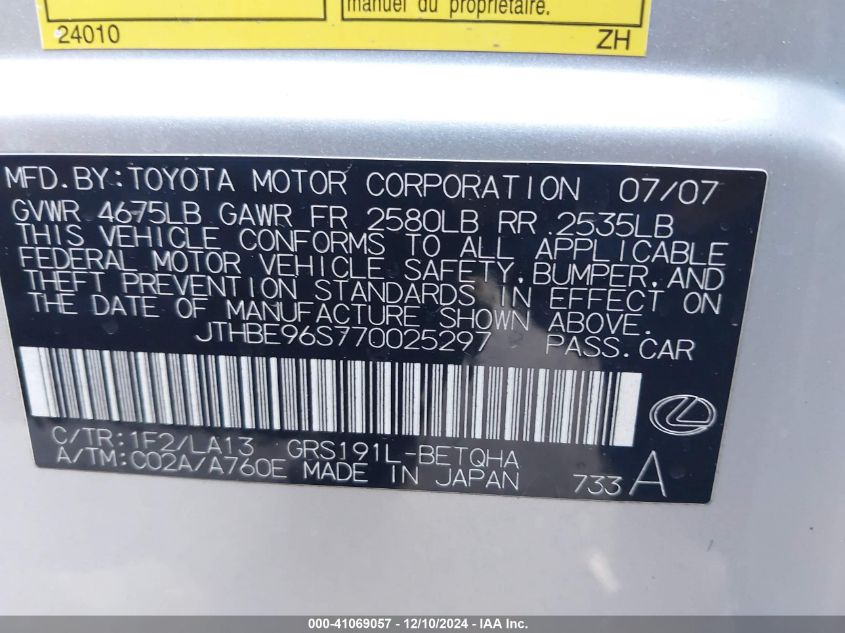 manuel du propriétaire.
24010 ZH
MFD.BY:TOYOTA MOTOR CORPORATION 07/07
GVWR 4675LB GAWR FR 2580LB RR 2535LB
THIS VEHICLE CONFORMS TO ALL APPLICABLE
FEDERAL MOTOR VEHICLE SAFETY,BUMPER,AND
THEFT PREVENTION STANDARDS IN EFFECT ON
THE DATE OF MANUFACTURE SHOWN ABOVE.
JTHBE96S770025297 PASS.CAR
C/TR:1F2/LA13 GRS191L-BETQHA
A/TM:C02A/A760E MADE IN JAPAN 733 A
000-41069057 - 12/10/2024 - IAA Inc.